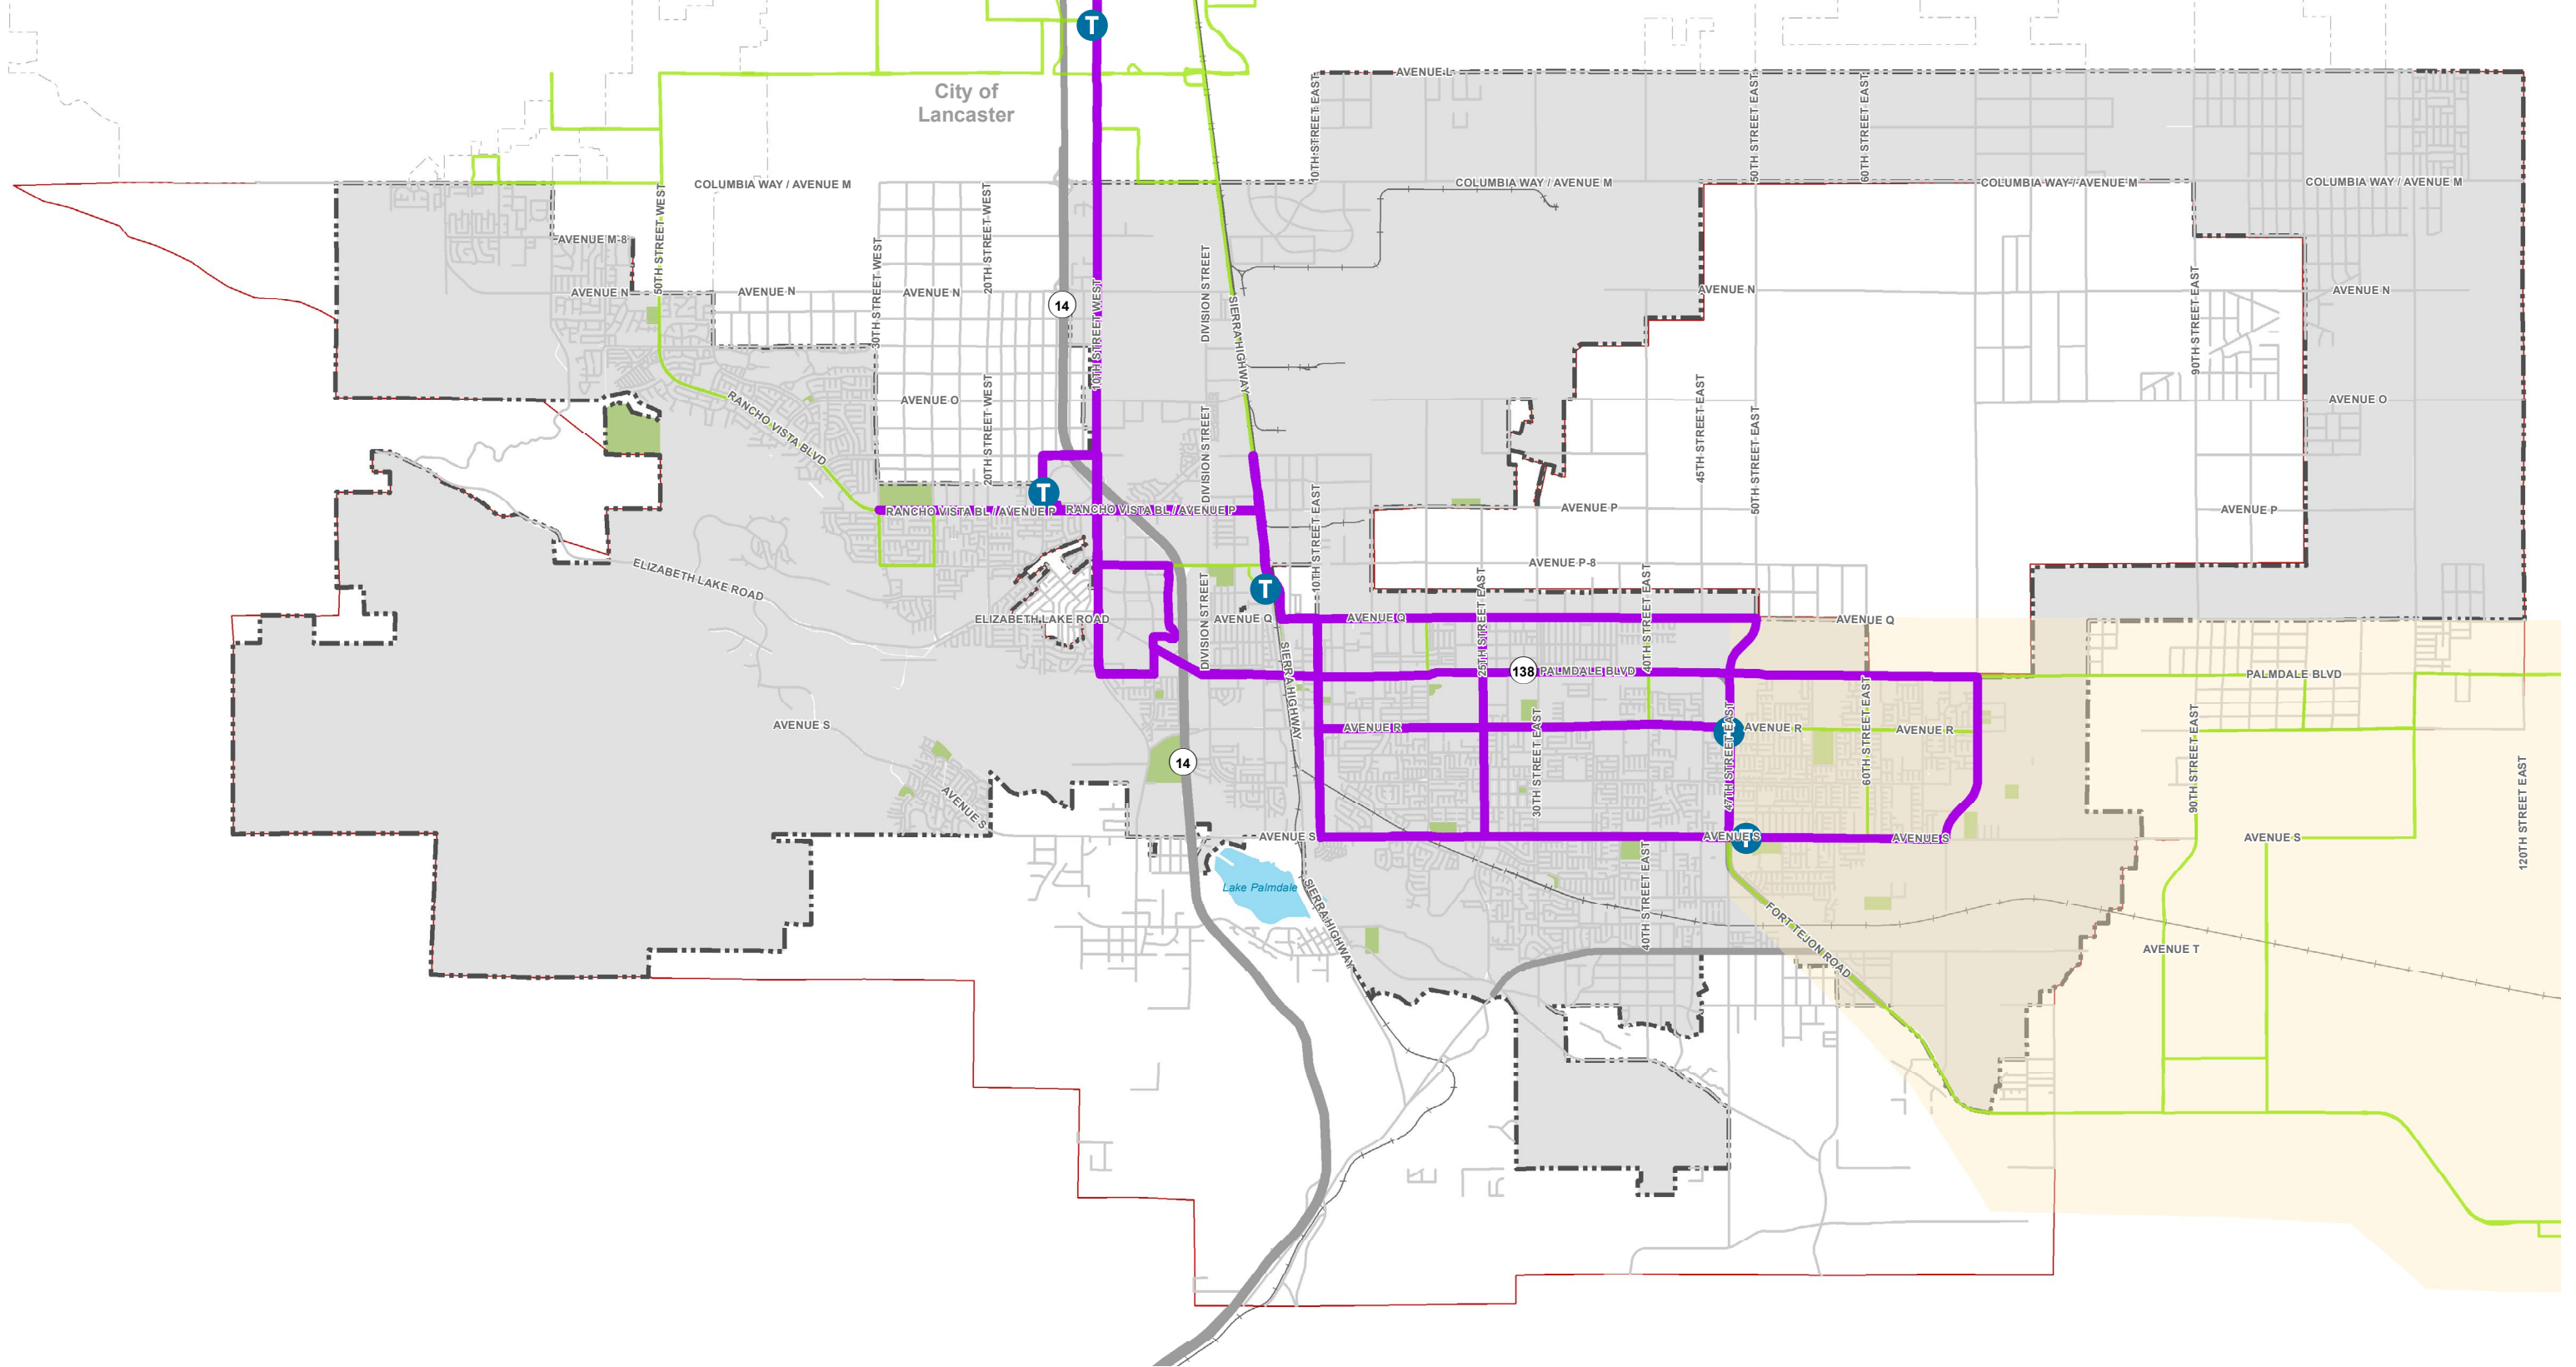 T
AVENUE L
City of
Lancaster
10TH STREET EAST
50TH STREET EAST
60TH STREET EAST
COLUMBIA WAY / AVENUE M
COLUMBIA WAY / AVENUE M
COLUMBIA WAY / AVENUE M
COLUMBIA WAY / AVENUE M
50TH STREET WEST
20TH STREET WEST
AVENUE M-8
30TH STREET WEST
DIVISION STREET
AVENUE N
AVENUE N
AVENUE N
AVENUE N
AVENUE N
14
10TH STREET WEST
SIERRA HIGHWAY
90TH STREET EAST
AVENUE O
AVENUE O
20TH STREET WEST
45TH STREET EAST
50TH STREET EAST
RANCHO VISTA BLVD
DIVISION STREET
T
RANCHO VISTA BL / AVENUE P
RANCHO VISTA BL / AVENUE P
AVENUE P
AVENUE P
10TH STREET EAST
AVENUE P-8
ELIZABETH LAKE ROAD
T
25TH STREET EAST
40TH STREET EAST
DIVISION STREET
ELIZABETH LAKE ROAD
AVENUE Q
AVENUE Q
AVENUE Q
138
PALMDALE BLVD
PALMDALE BLVD
SIERRA HIGHWAY
60TH STREET EAST
AVENUE S
AVENUE R
AVENUE R
AVENUE R
T
47TH STREET EAST
30TH STREET EAST
90TH STREET EAST
14
120TH STREET EAST
AVENUE S
AVENUE S
AVENUE S
T
AVENUE S
AVENUE S
Lake Palmdale
SIERRA HIGHWAY
40TH STREET EAST
FORT TEJON ROAD
AVENUE T